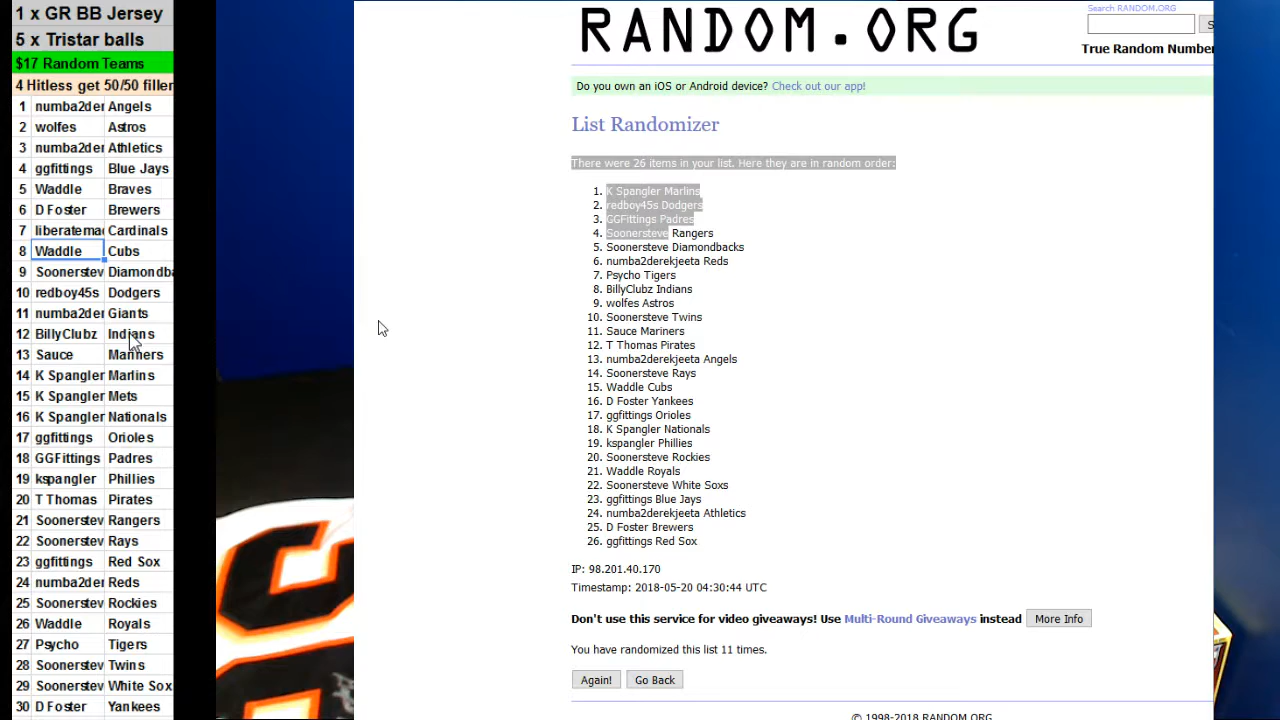 1 x GR BB Jersey
5 x Tristar balls
$17 Random Teams
4 Hitless get 50/50 filler
1 numba2der Angels
2 wolfes Astros
3 numba2der Athletics
4 ggfittings Blue Jays
5 Waddle Braves
6 D Foster Brewers
7 liberatemac Cardinals
8 Waddle Cubs
9 Soonerstev Diamondba
10 redboy45s Dodgers
11 numba2der Giants
12 BillyClubz Indians
13 Sauce Mariners
14 K Spangler Marlins
15 K Spangler Mets
16 K Spangler Nationals
17 ggfittings Orioles
18 GGFittings Padres
19 kspangler Phillies
20 T Thomas Pirates
21 Soonerstev Rangers
22 Soonerstev Rays
23 ggfittings Red Sox
24 numba2der Reds
25 Soonerstev Rockies
26 Waddle Royals
27 Psycho Tigers
28 Soonerstev Twins
29 Soonerstev White Sox
30 D Foster Yankees
RANDOM.ORG
Search RANDOM.ORG
S
True Random Number
Do you own an iOS or Android device? Check out our app!
List Randomizer
There were 26 items in your list. Here they are in random order:
1. K Spangler Marlins
2. redboy45s Dodgers
3. GGFittings Padres
4. Soonersteve Rangers
5. Soonersteve Diamondbacks
6. numba2derekjeeta Reds
7. Psycho Tigers
8. BillyClubz Indians
9. wolfes Astros
10. Soonersteve Twins
11. Sauce Mariners
12. T Thomas Pirates
13. numba2derekjeeta Angels
14. Soonersteve Rays
15. Waddle Cubs
16. D Foster Yankees
17. ggfittings Orioles
18. K Spangler Nationals
19. kspangler Phillies
20. Soonersteve Rockies
21. Waddle Royals
22. Soonersteve White Soxs
23. ggfittings Blue Jays
24. numba2derekjeeta Athletics
25. D Foster Brewers
26. ggfittings Red Sox
IP: 98.201.40.170
Timestamp: 2018-05-20 04:30:44 UTC
Don't use this service for video giveaways! Use Multi-Round Giveaways instead
More Info
You have randomized this list 11 times.
Again!
Go Back
© 1998-2018 RANDOM.ORG